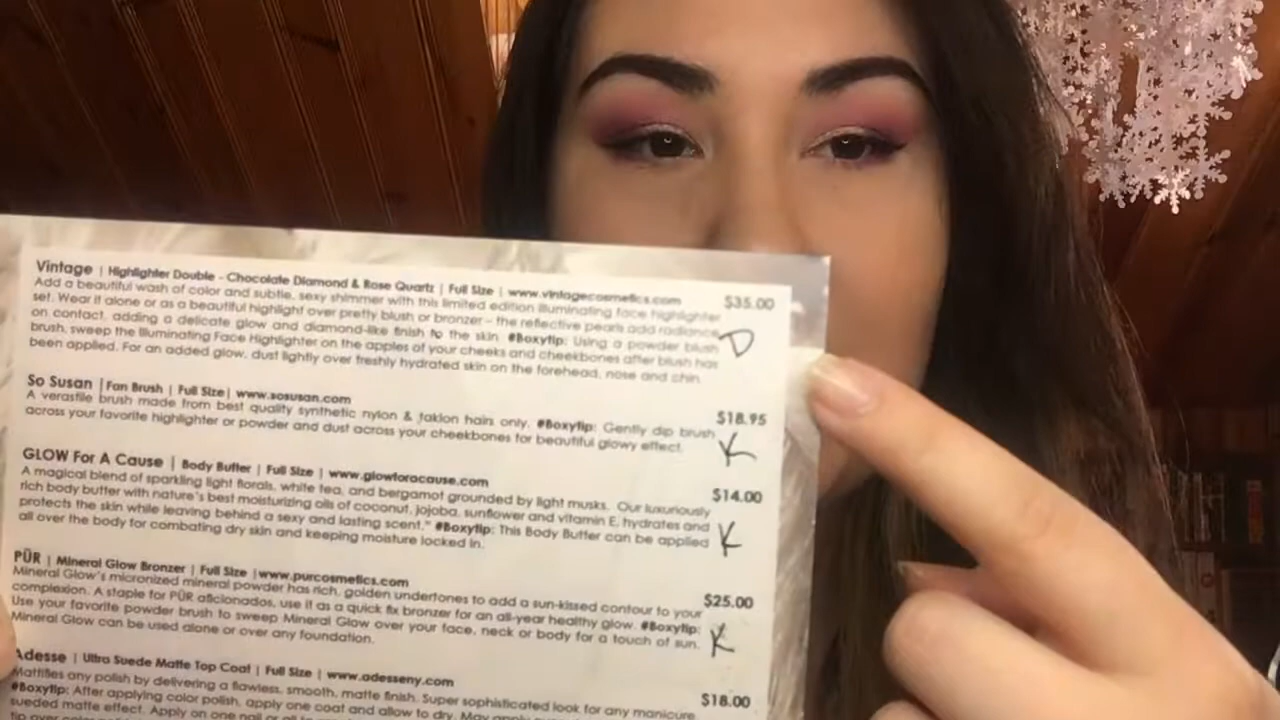 Vintage | Highlighter Double - Chocolate Diamond & Rose Quartz | Full Size | www.vintagecosmetics.com $35.00
Add a beautiful wash of color and subtle, sexy shimmer with this limited edition illuminating face highlighter
set. Wear it alone or as a beautiful highlight over pretty blush or bronzer - the reflective pearls add radiance
on contact, adding a delicate glow and diamond-like finish to the skin. #Boxytip: Using a powder blush D
brush, sweep the Illuminating Face Highlighter on the apples of your cheeks and cheekbones after blush has
been applied. For an added glow, dust lightly over freshly hydrated skin on the forehead, nose and chin.
So Susan | Fan Brush | Full Size | www.sosusan.com $18.95
A verastile brush made from best quality synthetic nylon & taklon hairs only. #Boxytip: Gently dip brush
across your favorite highlighter or powder and dust across your cheekbones for beautiful glowy effect. K
GLOW For A Cause | Body Butter | Full Size | www.glowforacause.com $14.00
A magical blend of sparkling light florals, white tea, and bergamot grounded by light musks. Our luxuriously
rich body butter with nature's best moisturizing oils of coconut, jojoba, sunflower and vitamin E, hydrates and
protects the skin while leaving behind a sexy and lasting scent." #Boxytip: This Body Butter can be applied K
all over the body for combating dry skin and keeping moisture locked in.
PÜR | Mineral Glow Bronzer | Full Size | www.purcosmetics.com $25.00
Mineral Glow's micronized mineral powder has rich, golden undertones to add a sun-kissed contour to your
complexion. A staple for PÜR aficionados, use it as a quick fix bronzer for an all-year healthy glow. #Boxytip:
Use your favorite powder brush to sweep Mineral Glow over your face, neck or body for a touch of sun. K
Mineral Glow can be used alone or over any foundation.
Adesse | Ultra Suede Matte Top Coat | Full Size | www.adesseny.com $18.00
Mattifies any polish by delivering a flawless, smooth, matte finish. Super sophisticated look for any manicure
#Boxytip: After applying color polish, apply one coat and allow to dry. May apply
sueded matte effect. Apply on one nail or all